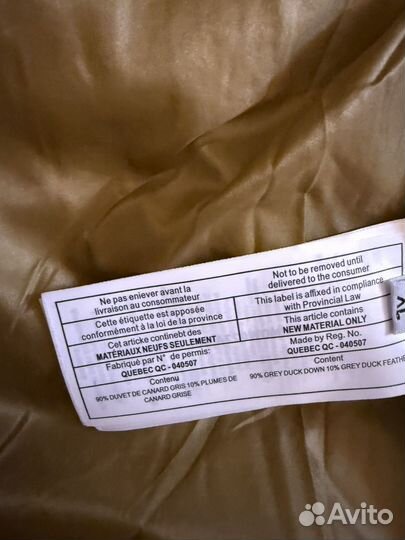 Ne pas eniever avant la
livraison au consommateur
Not to be removed until
delivered to the consumer
Cette étiquette est apposée
conformément à la loi de la province
This label is affixed in compliance
with Provincial Law
Cet articke continebt des
MATÉRIAUX NEUFS SEULEMENT
This article contains
NEW MATERIAL ONLY
Fabriqué par N° de permis:
QUEBEC QC - 040507
Made by Reg. No.
QUEBEC QC - 040507
Contenu
90% DUVET DE CANARD GRIS 10% PLUMES DE
CANARD GRISE
Content
90% GREY DUCK DOWN 10% GREY DUCK FEATHE
Avito